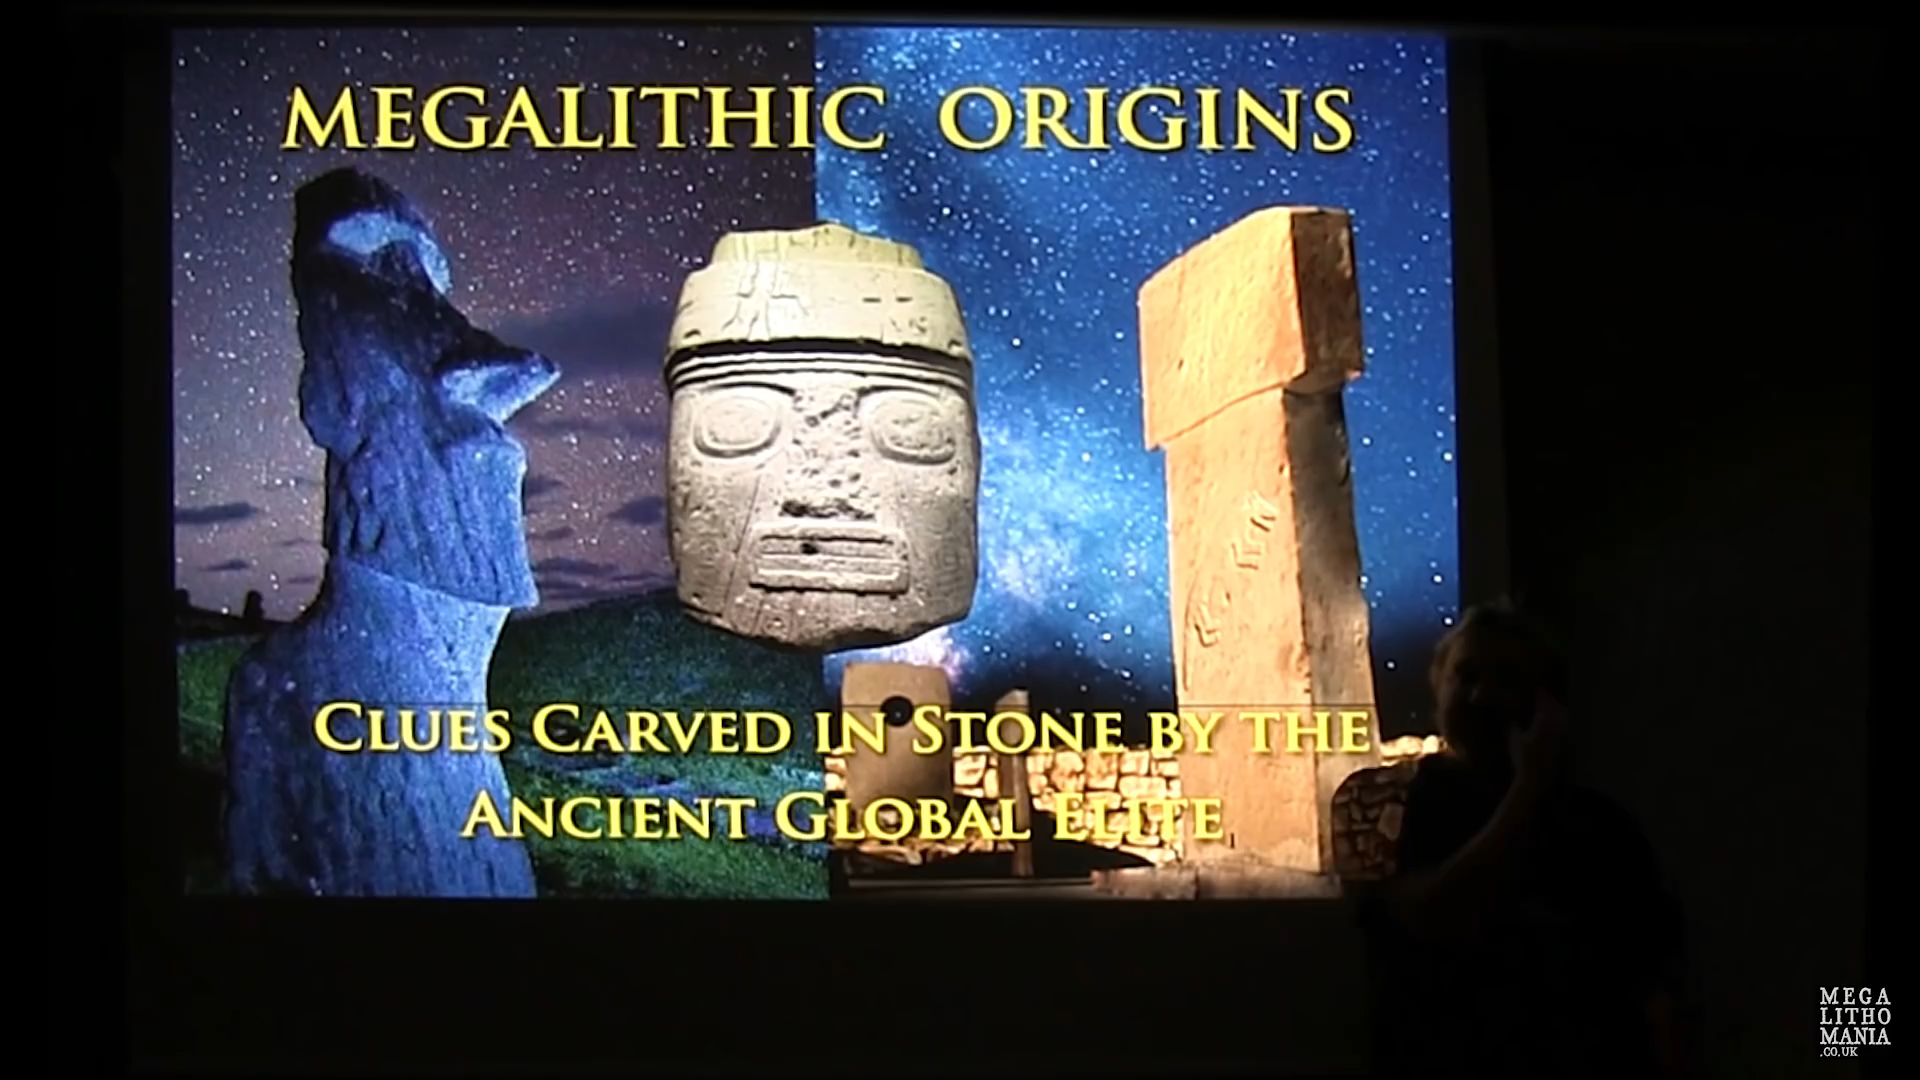 MEGALITHIC ORIGINS
CLUES CARVED IN STONE BY THE
ANCIENT GLOBAL ELITE
MEGA
LITHO
MANIA
.CO.UK